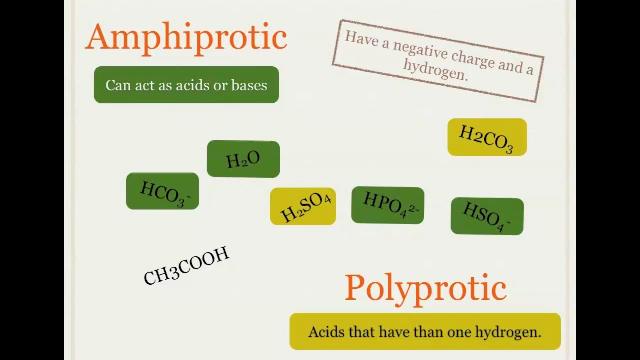 Amphiprotic
Have a negative charge and a
hydrogen.
Can act as acids or bases
H2CO₃
H₂O
HCO₃⁻
H₂SO₄
HPO₄²⁻
HSO₄⁻
CH3COOH
Polyprotic
Acids that have than one hydrogen.